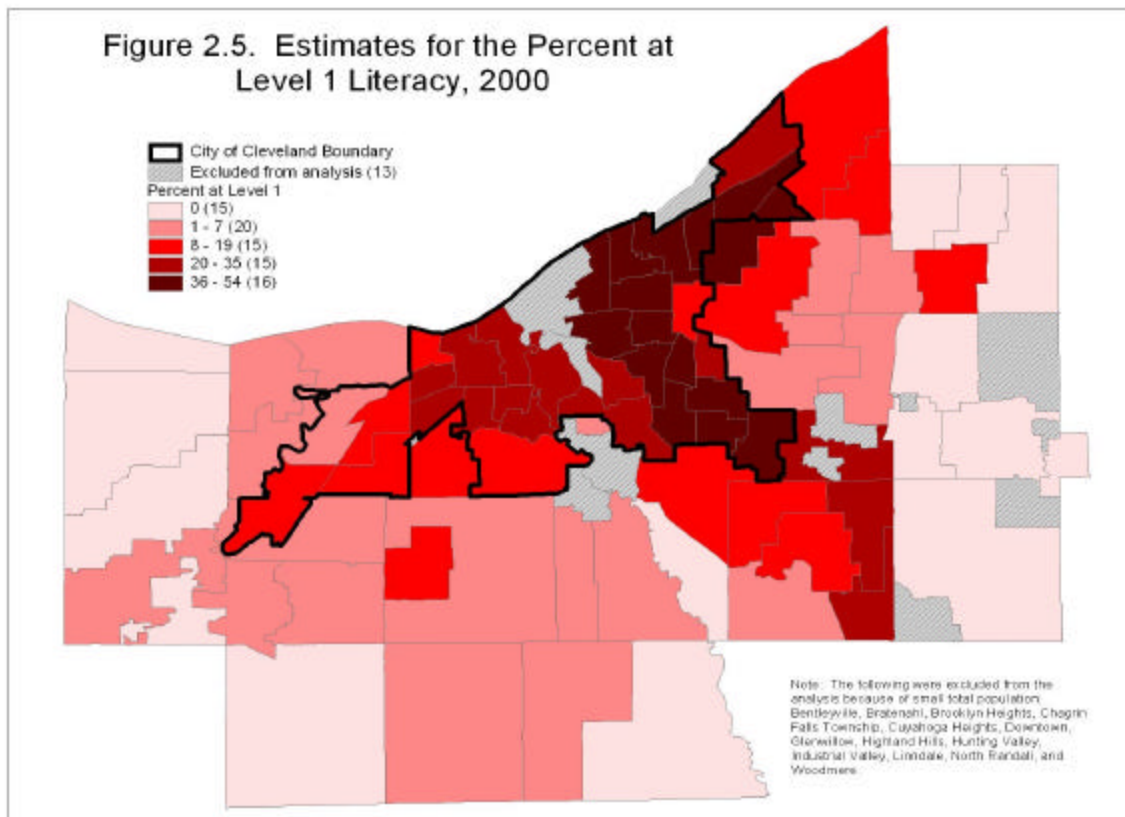 Figure 2.5. Estimates for the Percent at
Level 1 Literacy, 2000
City of Cleveland Boundary
Excluded from analysis (13)
Percent at Level 1
0 (15)
1 - 7 (20)
8 - 19 (15)
20 - 35 (15)
36 - 54 (16)
Note: The following were excluded from the
analysis because of small total population:
Bentleyville, Bratenahl, Brooklyn Heights, Chagrin
Falls Township, Cuyahoga Heights, Downtown,
Glenwillow, Highland Hills, Hunting Valley,
Industrial Valley, Linndale, North Randall, and
Woodmere